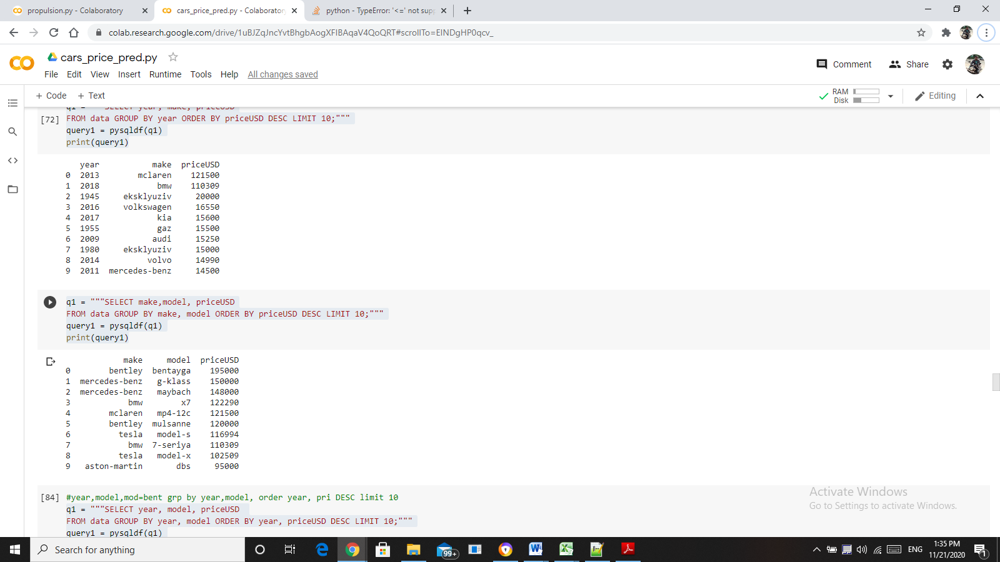 propulsion.py - Colaboratory
cars_price_pred.py - Colaboratory
python - TypeError: '<=' not supp
colab.research.google.com/drive/1uBJZqJncYvtBhgbAogXFIBAqaV4QoQRT#scrollTo=EINDgHP0qcv_
cars_price_pred.py
Comment
Share
File Edit View Insert Runtime Tools Help All changes saved
+ Code + Text
RAM
Disk
Editing
q1 = """SELECT year, make, priceUSD
[72] FROM data GROUP BY year ORDER BY priceUSD DESC LIMIT 10;"""
query1 = pysqldf(q1)
print(query1)
year make priceUSD
0 2013 mclaren 121500
1 2018 bmw 110309
2 1945 eksklyuziv 20000
3 2016 volkswagen 16550
4 2017 kia 15600
5 1955 gaz 15500
6 2009 audi 15250
7 1980 eksklyuziv 15000
8 2014 volvo 14990
9 2011 mercedes-benz 14500
q1 = """SELECT make,model, priceUSD
FROM data GROUP BY make, model ORDER BY priceUSD DESC LIMIT 10;"""
query1 = pysqldf(q1)
print(query1)
make model priceUSD
0 bentley bentayga 195000
1 mercedes-benz g-klass 150000
2 mercedes-benz maybach 148000
3 bmw x7 122290
4 mclaren mp4-12c 121500
5 bentley mulsanne 120000
6 tesla model-s 116994
7 bmw 7-seriya 110309
8 tesla model-x 102509
9 aston-martin dbs 95000
[84] #year,model,mod=bent grp by year,model, order year, pri DESC limit 10
q1 = """SELECT year, model, priceUSD
FROM data GROUP BY year, model ORDER BY year, priceUSD DESC LIMIT 10;"""
query1 = pysqldf(q1)
Activate Windows
Go to Settings to activate Windows.
Search for anything
99+
ENG
1:35 PM
11/21/2020
1